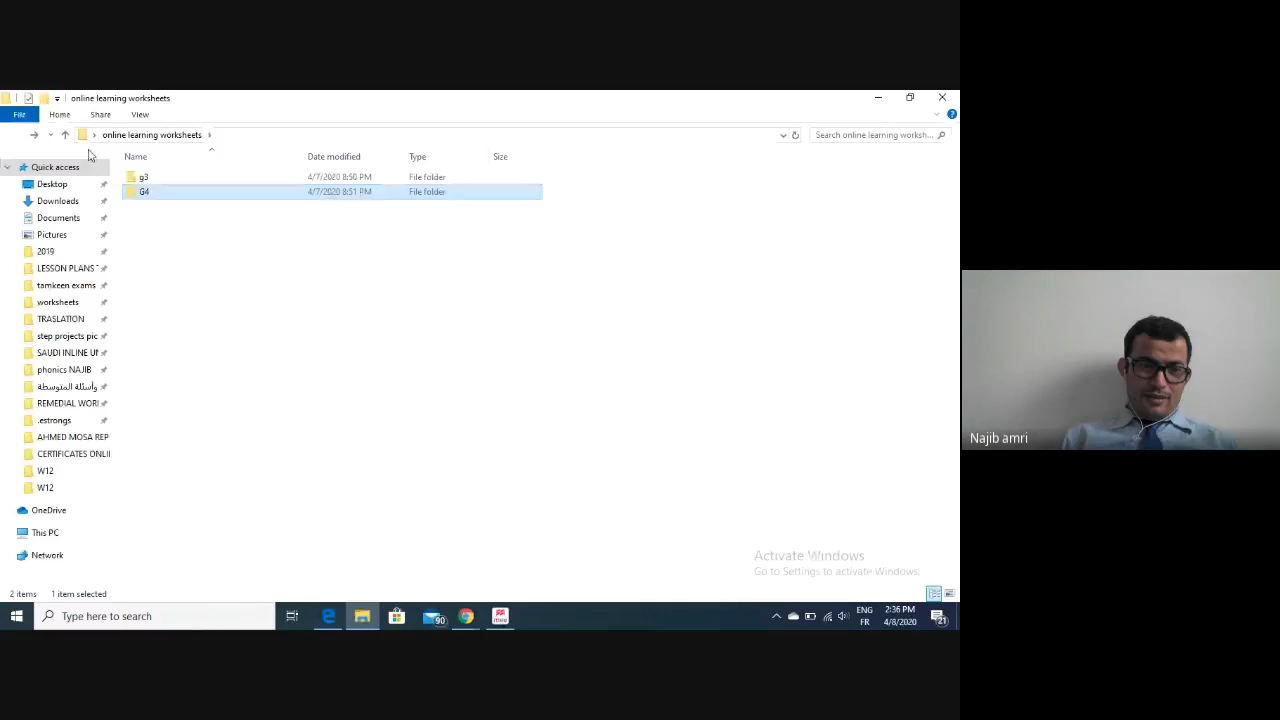 online learning worksheets
File Home Share View
online learning worksheets
Search online learning worksh...
Name Date modified Type Size
Quick access
g3 4/7/2020 8:50 PM File folder
G4 4/7/2020 8:51 PM File folder
Desktop
Downloads
Documents
Pictures
2019
LESSON PLANS
tamkeen exams
worksheets
TRASLATION
step projects pic
SAUDI INLINE UN
phonics NAJIB
وأسئلة المتوسطة
REMEDIAL WORI
.estrongs
AHMED MOSA REP
CERTIFICATES ONLI
W12
W12
OneDrive
This PC
Network
Activate Windows
Go to Settings to activate Windows.
2 items 1 item selected
Type here to search
90
ENG
FR
2:36 PM
4/8/2020
21
Najib amri